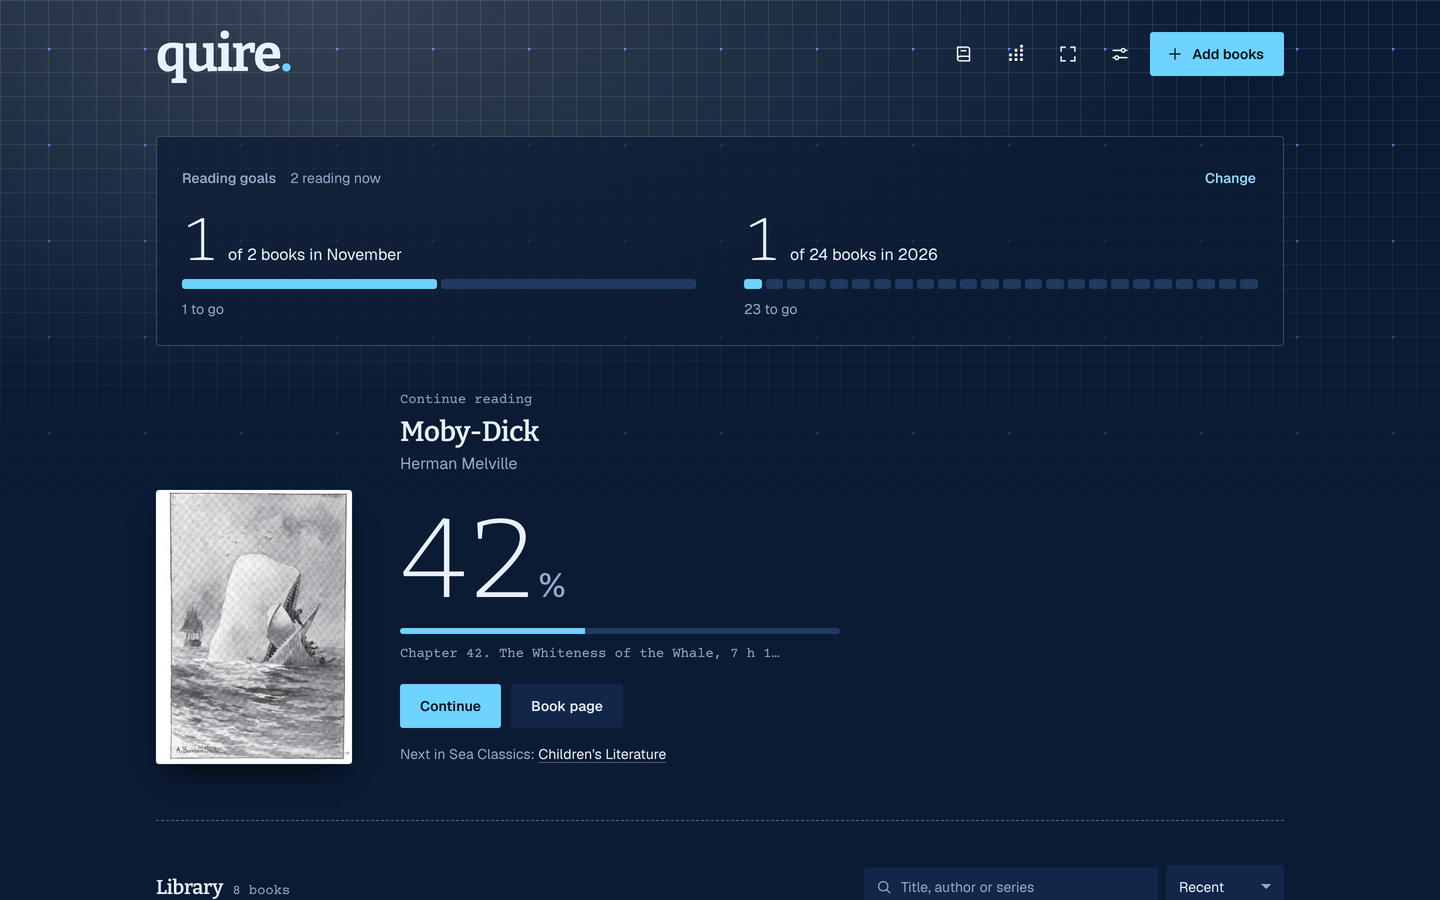 quire.
Add books
Reading goals 2 reading now
Change
1 of 2 books in November
1 to go
1 of 24 books in 2026
23 to go
Continue reading
Moby-Dick
Herman Melville
42%
Chapter 42. The Whiteness of the Whale, 7 h 1…
Continue
Book page
Next in Sea Classics: Children's Literature
Library 8 books
Title, author or series
Recent